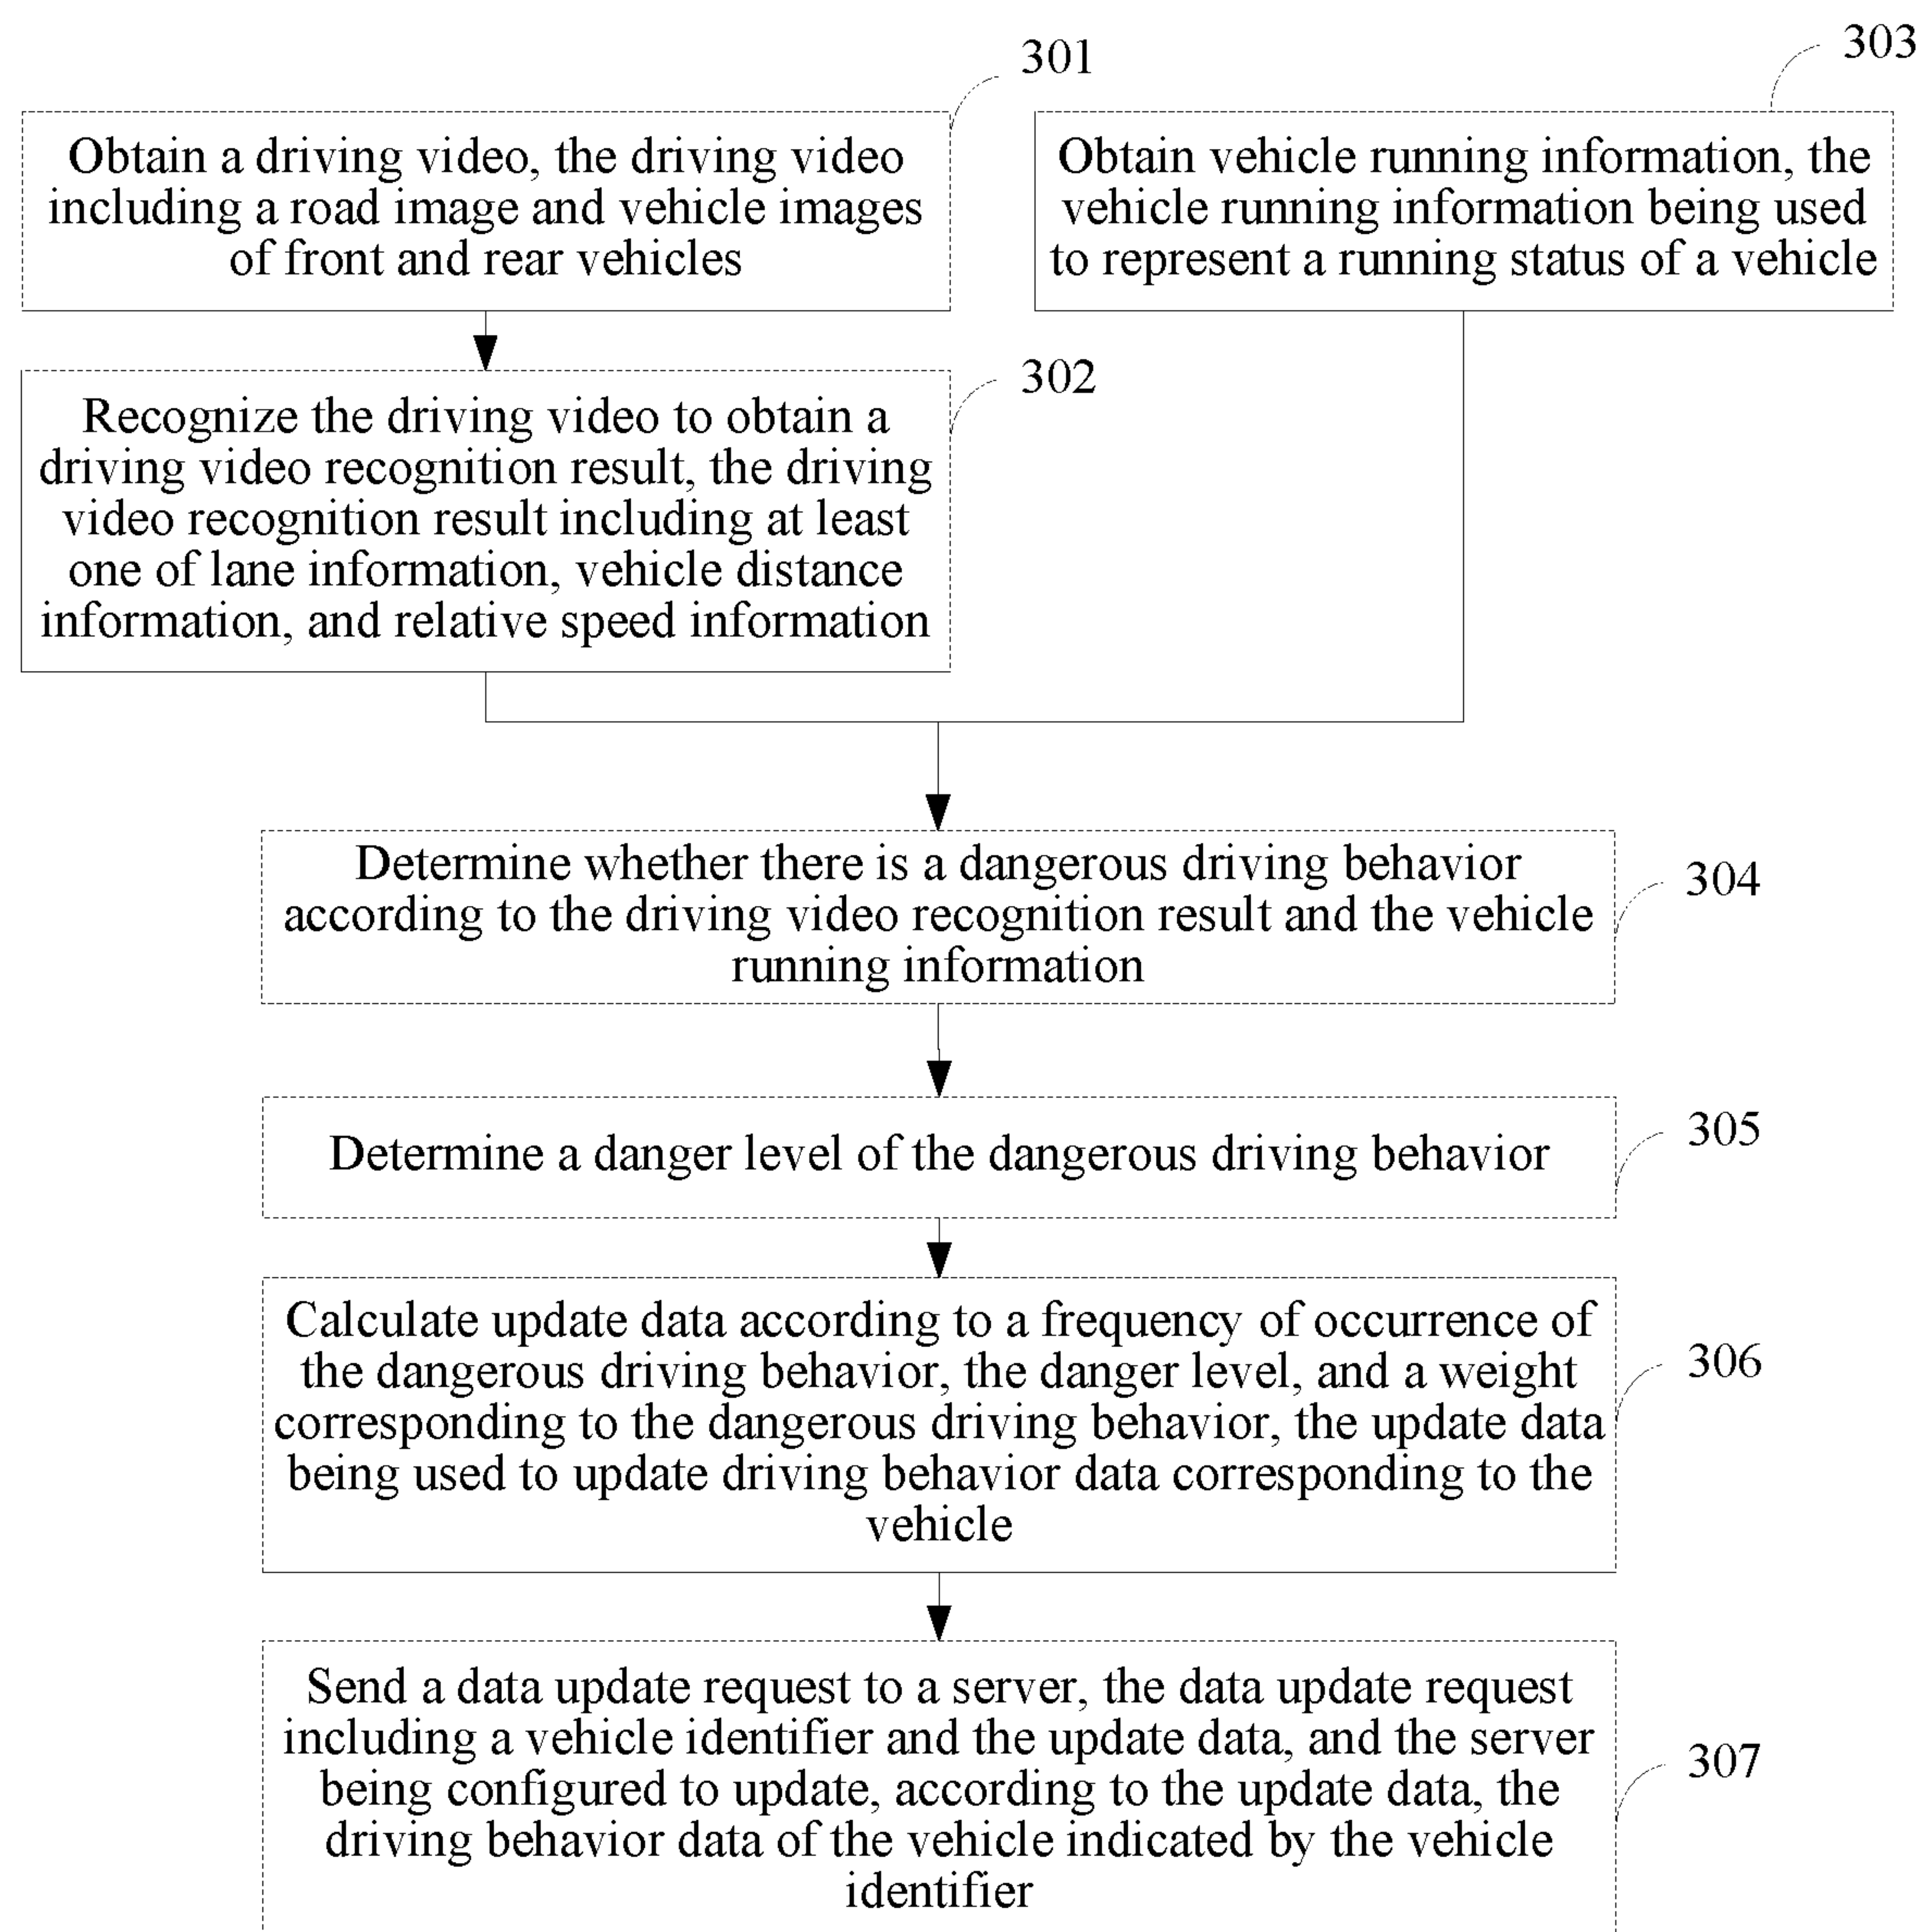 301
Obtain a driving video, the driving video
including a road image and vehicle images
of front and rear vehicles
303
Obtain vehicle running information, the
vehicle running information being used
to represent a running status of a vehicle
302
Recognize the driving video to obtain a
driving video recognition result, the driving
video recognition result including at least
one of lane information, vehicle distance
information, and relative speed information
304
Determine whether there is a dangerous driving behavior
according to the driving video recognition result and the vehicle
running information
305
Determine a danger level of the dangerous driving behavior
306
Calculate update data according to a frequency of occurrence of
the dangerous driving behavior, the danger level, and a weight
corresponding to the dangerous driving behavior, the update data
being used to update driving behavior data corresponding to the
vehicle
307
Send a data update request to a server, the data update request
including a vehicle identifier and the update data, and the server
being configured to update, according to the update data, the
driving behavior data of the vehicle indicated by the vehicle
identifier